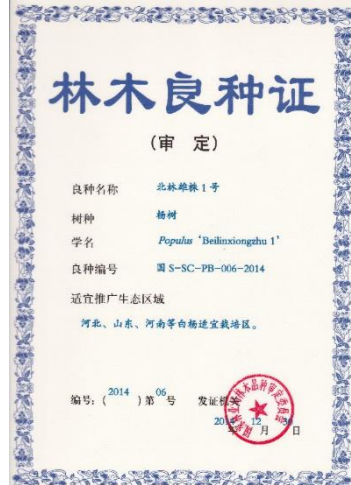 林木良种证
（审 定）
良种名称 北林雄株1号
树种 杨树
学名 Populus ‘Beilinxiongzhu 1’
良种编号 国 S-SC-PB-006-2014
适宜推广生态区域
河北、山东、河南等白杨适宜栽培区。
编号：（2014）第06号 发证机关
2014年12月30日